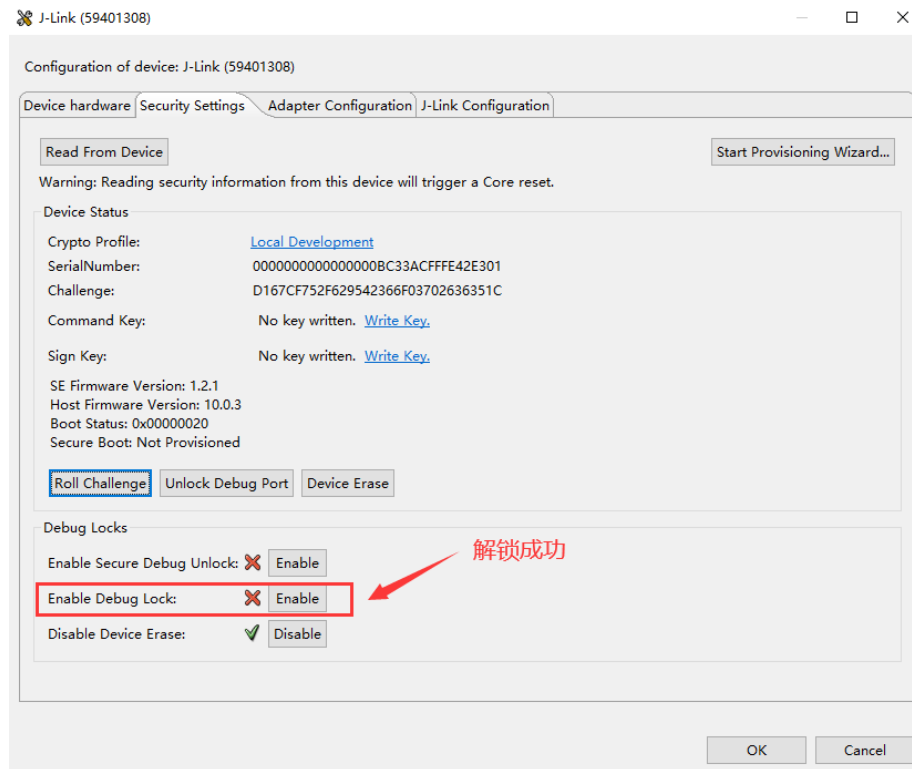 J-Link (59401308)
Configuration of device: J-Link (59401308)
Device hardware Security Settings Adapter Configuration J-Link Configuration
Read From Device Start Provisioning Wizard...
Warning: Reading security information from this device will trigger a Core reset.
Device Status
Crypto Profile: Local Development
SerialNumber: 0000000000000000BC33ACFFFE42E301
Challenge: D167CF752F629542366F03702636351C
Command Key: No key written. Write Key.
Sign Key: No key written. Write Key.
SE Firmware Version: 1.2.1
Host Firmware Version: 10.0.3
Boot Status: 0x00000020
Secure Boot: Not Provisioned
Roll Challenge Unlock Debug Port Device Erase
Debug Locks
解锁成功
Enable Secure Debug Unlock: Enable
Enable Debug Lock: Enable
Disable Device Erase: Disable
OK Cancel